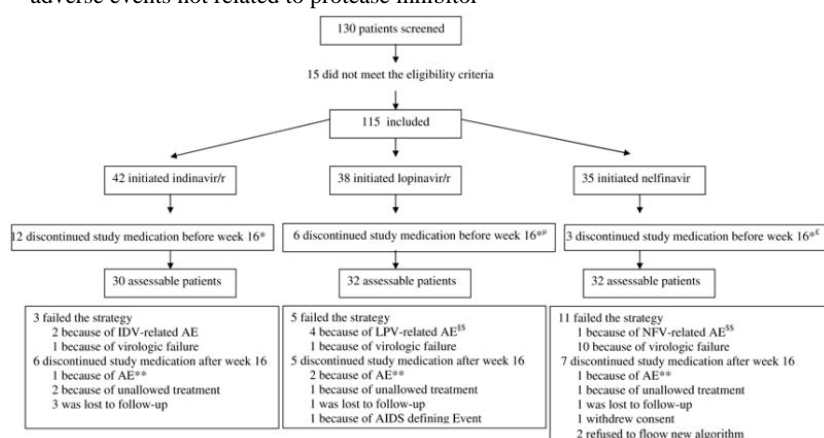 adverse events not related to protease inhibitor
130 patients screened
15 did not meet the eligibility criteria
115 included
42 initiated indinavir/r
38 initiated lopinavir/r
35 initiated nelfinavir
12 discontinued study medication before week 16*
6 discontinued study medication before week 16*µ
3 discontinued study medication before week 16*£
30 assessable patients
32 assessable patients
32 assessable patients
3 failed the strategy
2 because of IDV-related AE
1 because of virologic failure
6 discontinued study medication after week 16
1 because of AE**
2 because of unallowed treatment
3 was lost to follow-up
5 failed the strategy
4 because of LPV-related AE$$
1 because of virologic failure
5 discontinued study medication after week 16
2 because of AE**
1 because of unallowed treatment
1 was lost to follow-up
1 because of AIDS defining Event
11 failed the strategy
1 because of NFV-related AE$$
10 because of virologic failure
7 discontinued study medication after week 16
1 because of AE**
1 because of unallowed treatment
1 was lost to follow-up
1 withdrew consent
2 refused to floow new algorithm